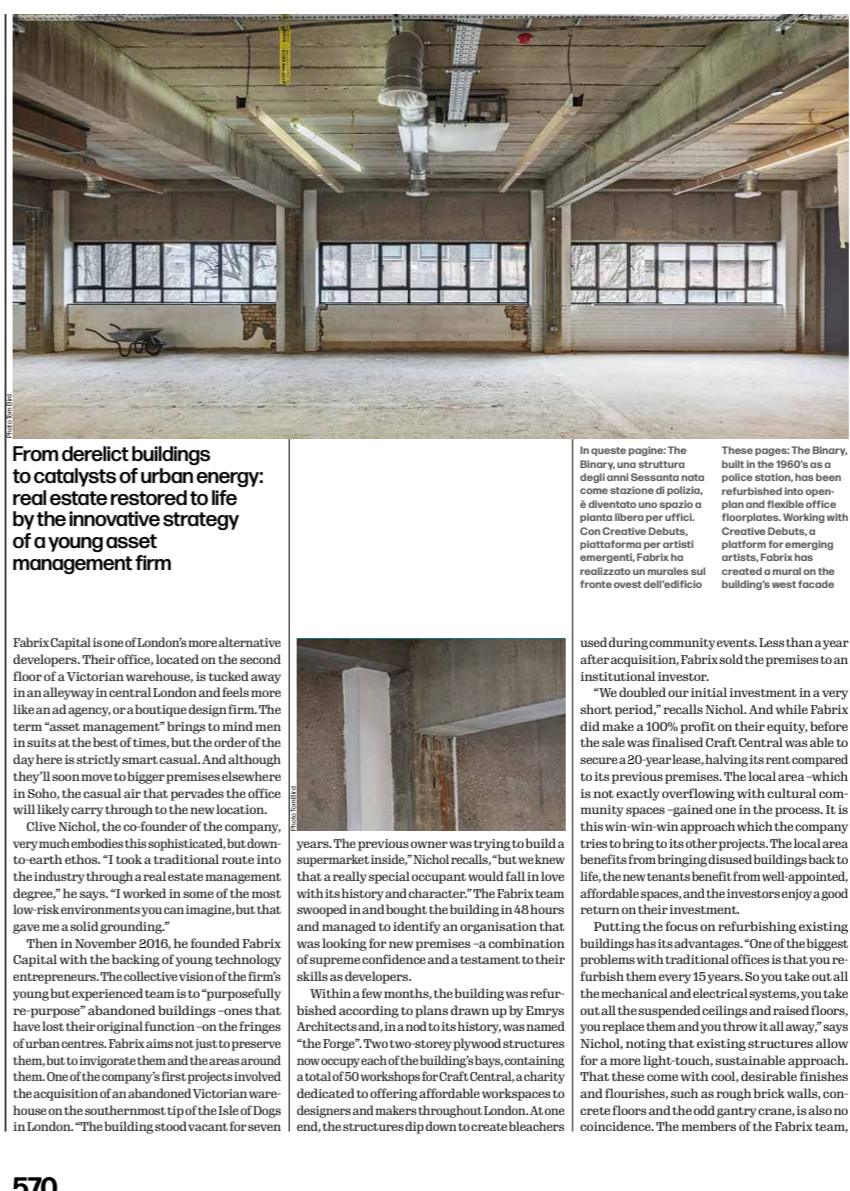 Photo Tom Bird
From derelict buildings
to catalysts of urban energy:
real estate restored to life
by the innovative strategy
of a young asset
management firm
In queste pagine: The
Binary, una struttura
degli anni Sessanta nata
come stazione di polizia,
è diventato uno spazio a
pianta libera per uffici.
Con Creative Debuts,
piattaforma per artisti
emergenti, Fabrix ha
realizzato un murales sul
fronte ovest dell’edificio
These pages: The Binary,
built in the 1960’s as a
police station, has been
refurbished into open-
plan and flexible office
floorplates. Working with
Creative Debuts, a
platform for emerging
artists, Fabrix has
created a mural on the
building’s west facade
Fabrix Capital is one of London’s more alternative
developers. Their office, located on the second
floor of a Victorian warehouse, is tucked away
in an alleyway in central London and feels more
like an ad agency, or a boutique design firm. The
term “asset management” brings to mind men
in suits at the best of times, but the order of the
day here is strictly smart casual. And although
they’ll soon move to bigger premises elsewhere
in Soho, the casual air that pervades the office
will likely carry through to the new location.
Clive Nichol, the co-founder of the company,
very much embodies this sophisticated, but down-
to-earth ethos. “I took a traditional route into
the industry through a real estate management
degree,” he says. “I worked in some of the most
low-risk environments you can imagine, but that
gave me a solid grounding.”
Then in November 2016, he founded Fabrix
Capital with the backing of young technology
entrepreneurs. The collective vision of the firm’s
young but experienced team is to “purposefully
re-purpose” abandoned buildings –ones that
have lost their original function –on the fringes
of urban centres. Fabrix aims not just to preserve
them, but to invigorate them and the areas around
them. One of the company’s first projects involved
the acquisition of an abandoned Victorian ware-
house on the southernmost tip of the Isle of Dogs
in London. “The building stood vacant for seven
Photo Tom Bird
years. The previous owner was trying to build a
supermarket inside,” Nichol recalls, “but we knew
that a really special occupant would fall in love
with its history and character.” The Fabrix team
swooped in and bought the building in 48 hours
and managed to identify an organisation that
was looking for new premises –a combination
of supreme confidence and a testament to their
skills as developers.
Within a few months, the building was refur-
bished according to plans drawn up by Emrys
Architects and, in a nod to its history, was named
“the Forge”. Two two-storey plywood structures
now occupy each of the building’s bays, containing
a total of 50 workshops for Craft Central, a charity
dedicated to offering affordable workspaces to
designers and makers throughout London. At one
end, the structures dip down to create bleachers
used during community events. Less than a year
after acquisition, Fabrix sold the premises to an
institutional investor.
“We doubled our initial investment in a very
short period,” recalls Nichol. And while Fabrix
did make a 100% profit on their equity, before
the sale was finalised Craft Central was able to
secure a 20-year lease, halving its rent compared
to its previous premises. The local area –which
is not exactly overflowing with cultural com-
munity spaces –gained one in the process. It is
this win-win-win approach which the company
tries to bring to its other projects. The local area
benefits from bringing disused buildings back to
life, the new tenants benefit from well-appointed,
affordable spaces, and the investors enjoy a good
return on their investment.
Putting the focus on refurbishing existing
buildings has its advantages. “One of the biggest
problems with traditional offices is that you re-
furbish them every 15 years. So you take out all
the mechanical and electrical systems, you take
out all the suspended ceilings and raised floors,
you replace them and you throw it all away,” says
Nichol, noting that existing structures allow
for a more light-touch, sustainable approach.
That these come with cool, desirable finishes
and flourishes, such as rough brick walls, con-
crete floors and the odd gantry crane, is also no
coincidence. The members of the Fabrix team,
570